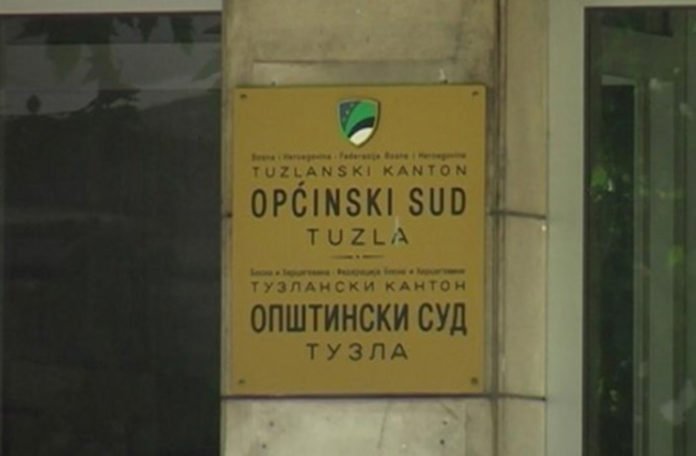 Bosna i Hercegovina - Federacija Bosne i Hercegovine
TUZLANSKI KANTON
OPĆINSKI SUD
TUZLA
Босна и Херцеговина - Федерација Босне и Херцеговине
ТУЗЛАНСКИ КАНТОН
ОПШТИНСКИ СУД
ТУЗЛА